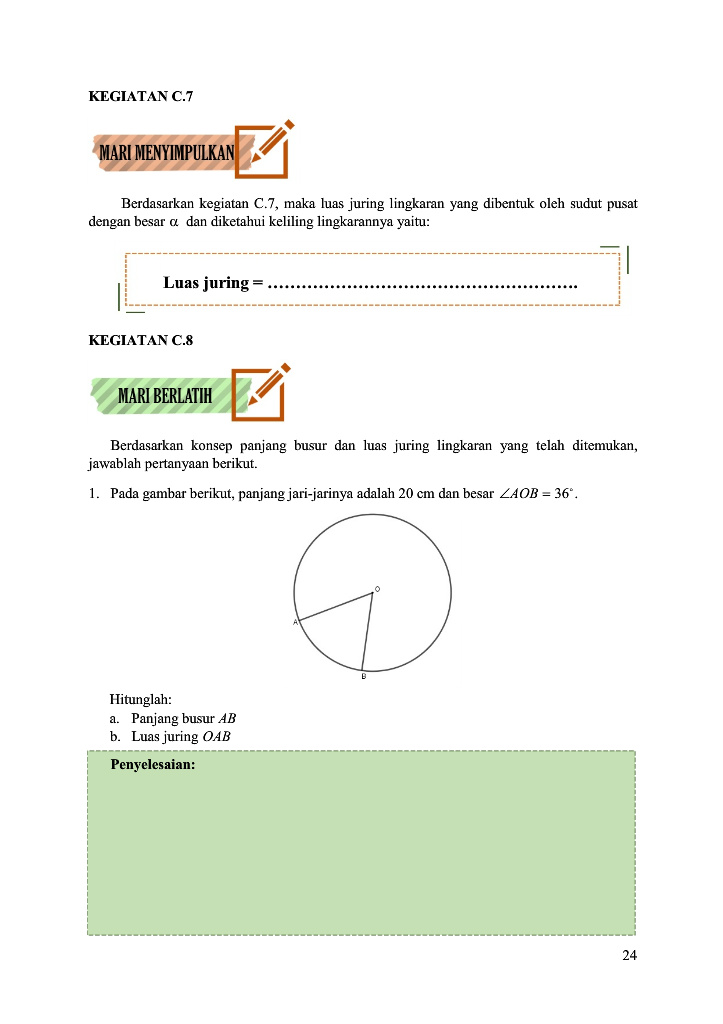 KEGIATAN C.7
MARI MENYIMPULKAN
Berdasarkan kegiatan C.7, maka luas juring lingkaran yang dibentuk oleh sudut pusat
dengan besar α dan diketahui keliling lingkarannya yaitu:
Luas juring = ……………………………………………….
KEGIATAN C.8
MARI BERLATIH
Berdasarkan konsep panjang busur dan luas juring lingkaran yang telah ditemukan,
jawablah pertanyaan berikut.
1. Pada gambar berikut, panjang jari-jarinya adalah 20 cm dan besar ∠AOB = 36°.
O
A
B
Hitunglah:
a. Panjang busur AB
b. Luas juring OAB
Penyelesaian:
24